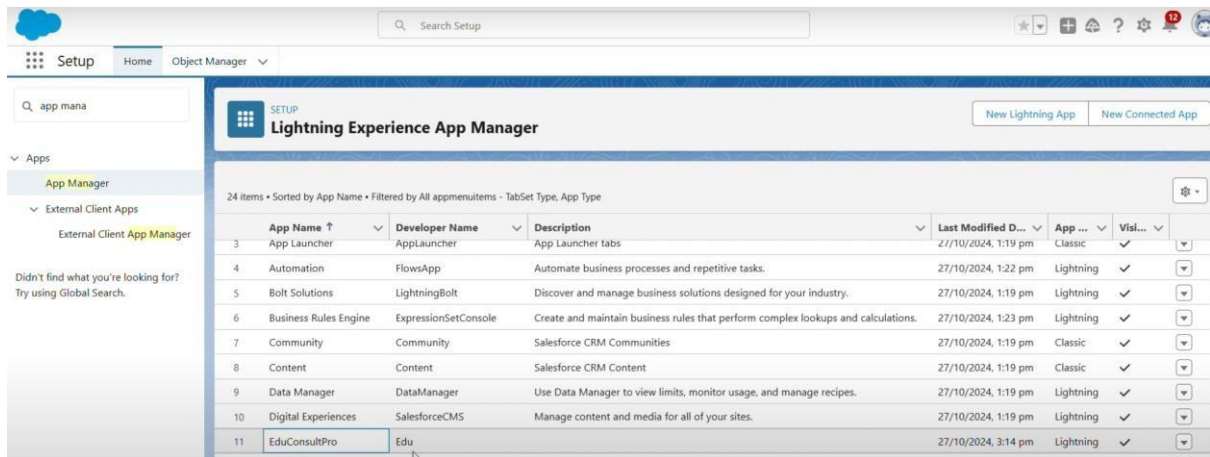 Search Setup
12
Setup Home Object Manager
app mana
SETUP
Lightning Experience App Manager
New Lightning App New Connected App
Apps
App Manager
External Client Apps
External Client App Manager
Didn't find what you're looking for?
Try using Global Search.
24 items • Sorted by App Name • Filtered by All appmenuitems - TabSet Type, App Type
App Name ↑ Developer Name Description Last Modified D... App ... Visi...
3 App Launcher AppLauncher App Launcher tabs 27/10/2024, 1:19 pm Classic
4 Automation FlowsApp Automate business processes and repetitive tasks. 27/10/2024, 1:22 pm Lightning
5 Bolt Solutions LightningBolt Discover and manage business solutions designed for your industry. 27/10/2024, 1:19 pm Lightning
6 Business Rules Engine ExpressionSetConsole Create and maintain business rules that perform complex lookups and calculations. 27/10/2024, 1:23 pm Lightning
7 Community Community Salesforce CRM Communities 27/10/2024, 1:19 pm Classic
8 Content Content Salesforce CRM Content 27/10/2024, 1:19 pm Classic
9 Data Manager DataManager Use Data Manager to view limits, monitor usage, and manage recipes. 27/10/2024, 1:19 pm Lightning
10 Digital Experiences SalesforceCMS Manage content and media for all of your sites. 27/10/2024, 1:19 pm Lightning
11 EduConsultPro Edu 27/10/2024, 3:14 pm Lightning